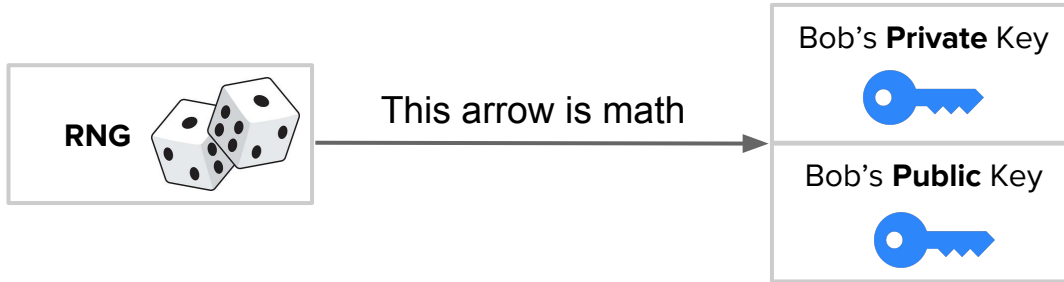 RNG
This arrow is math
Bob’s Private Key
Bob’s Public Key